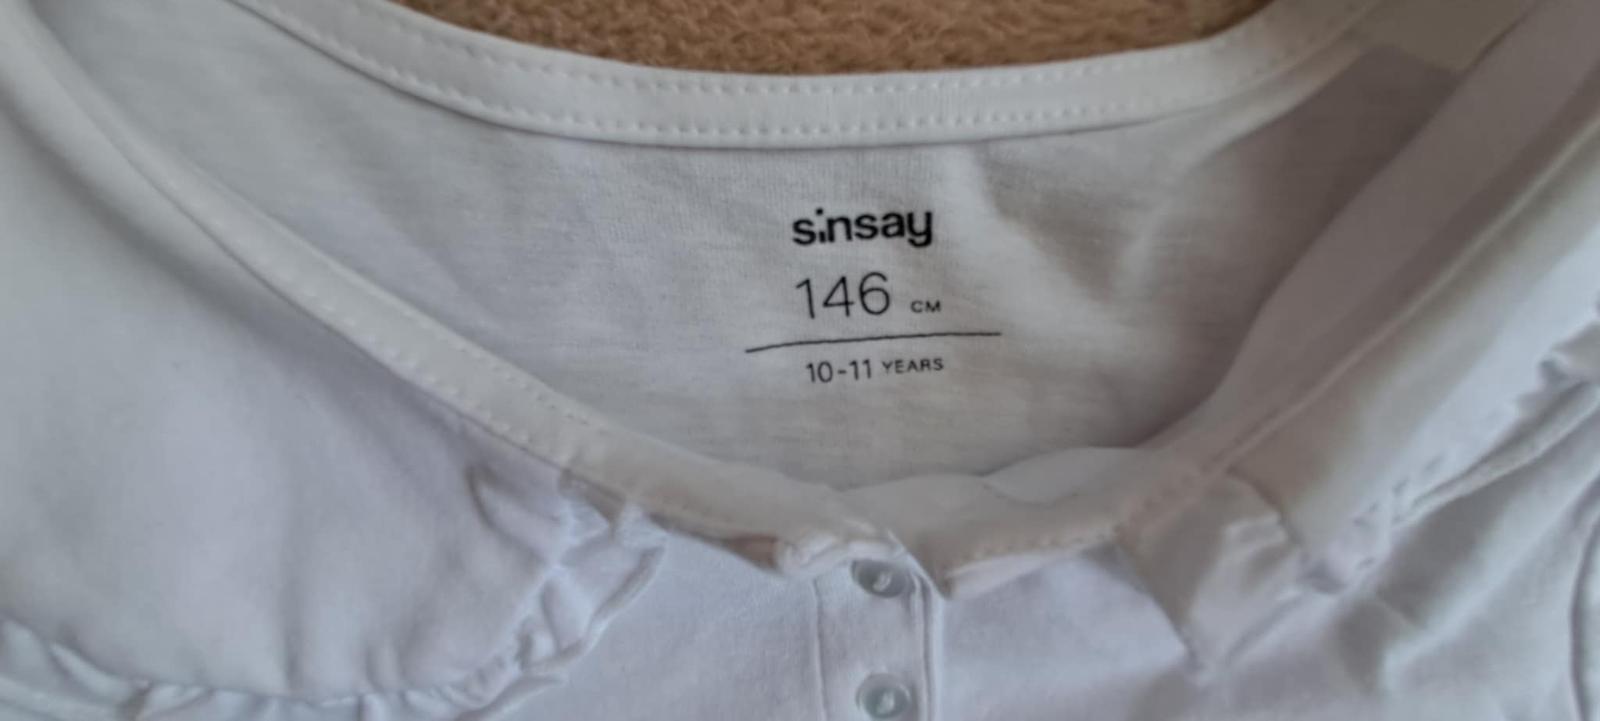 sinsay
146 CM
10-11 YEARS